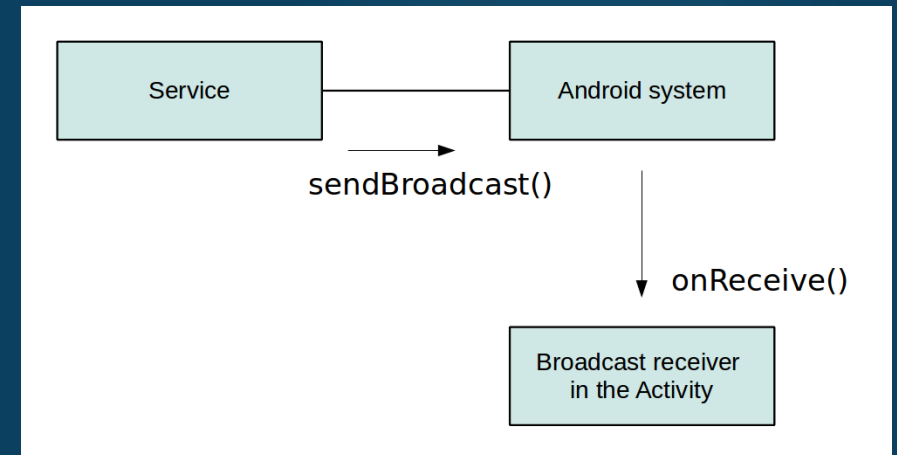 Service
Android system
sendBroadcast()
onReceive()
Broadcast receiver
in the Activity